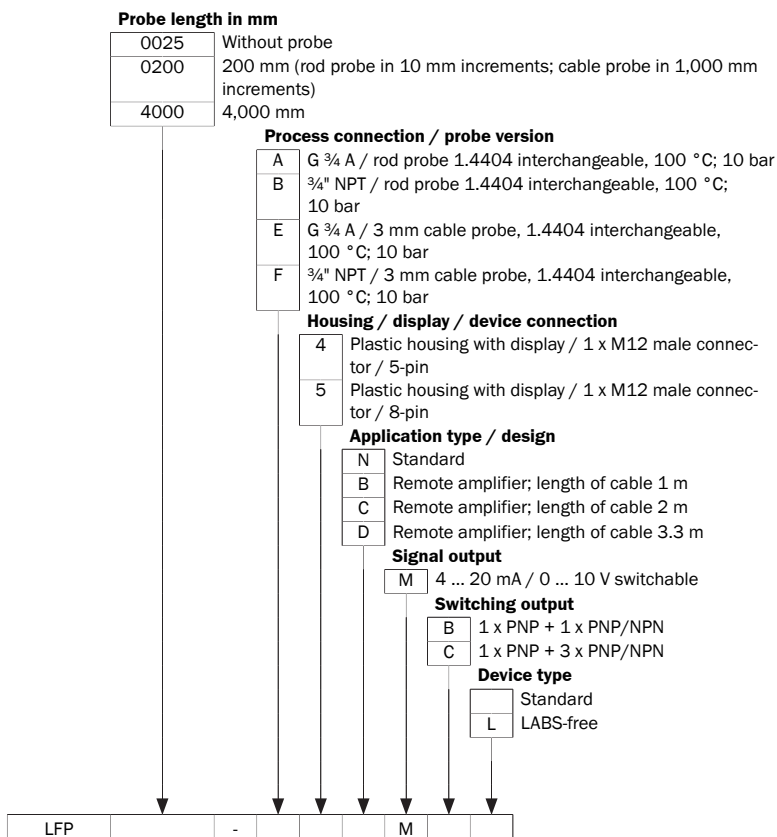 Probe length in mm
0025 Without probe
0200 200 mm (rod probe in 10 mm increments; cable probe in 1,000 mm
increments)
4000 4,000 mm
Process connection / probe version
A G ¾ A / rod probe 1.4404 interchangeable, 100 °C; 10 bar
B ¾" NPT / rod probe 1.4404 interchangeable, 100 °C;
10 bar
E G ¾ A / 3 mm cable probe, 1.4404 interchangeable,
100 °C; 10 bar
F ¾" NPT / 3 mm cable probe, 1.4404 interchangeable,
100 °C; 10 bar
Housing / display / device connection
4 Plastic housing with display / 1 x M12 male connec-
tor / 5-pin
5 Plastic housing with display / 1 x M12 male connec-
tor / 8-pin
Application type / design
N Standard
B Remote amplifier; length of cable 1 m
C Remote amplifier; length of cable 2 m
D Remote amplifier; length of cable 3.3 m
Signal output
M 4 ... 20 mA / 0 ... 10 V switchable
Switching output
B 1 x PNP + 1 x PNP/NPN
C 1 x PNP + 3 x PNP/NPN
Device type
Standard
L LABS-free
LFP - M